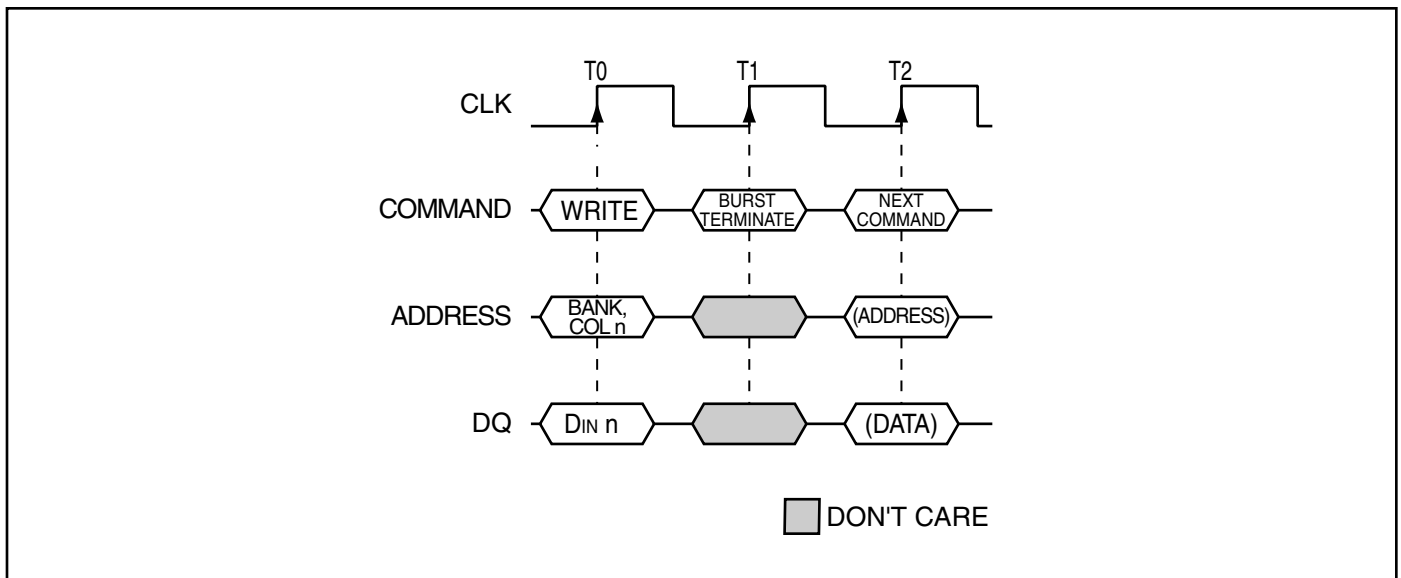 T0 T1 T2
CLK
COMMAND WRITE BURST TERMINATE NEXT COMMAND
ADDRESS BANK, COL n (ADDRESS)
DQ DIN n (DATA)
DON'T CARE